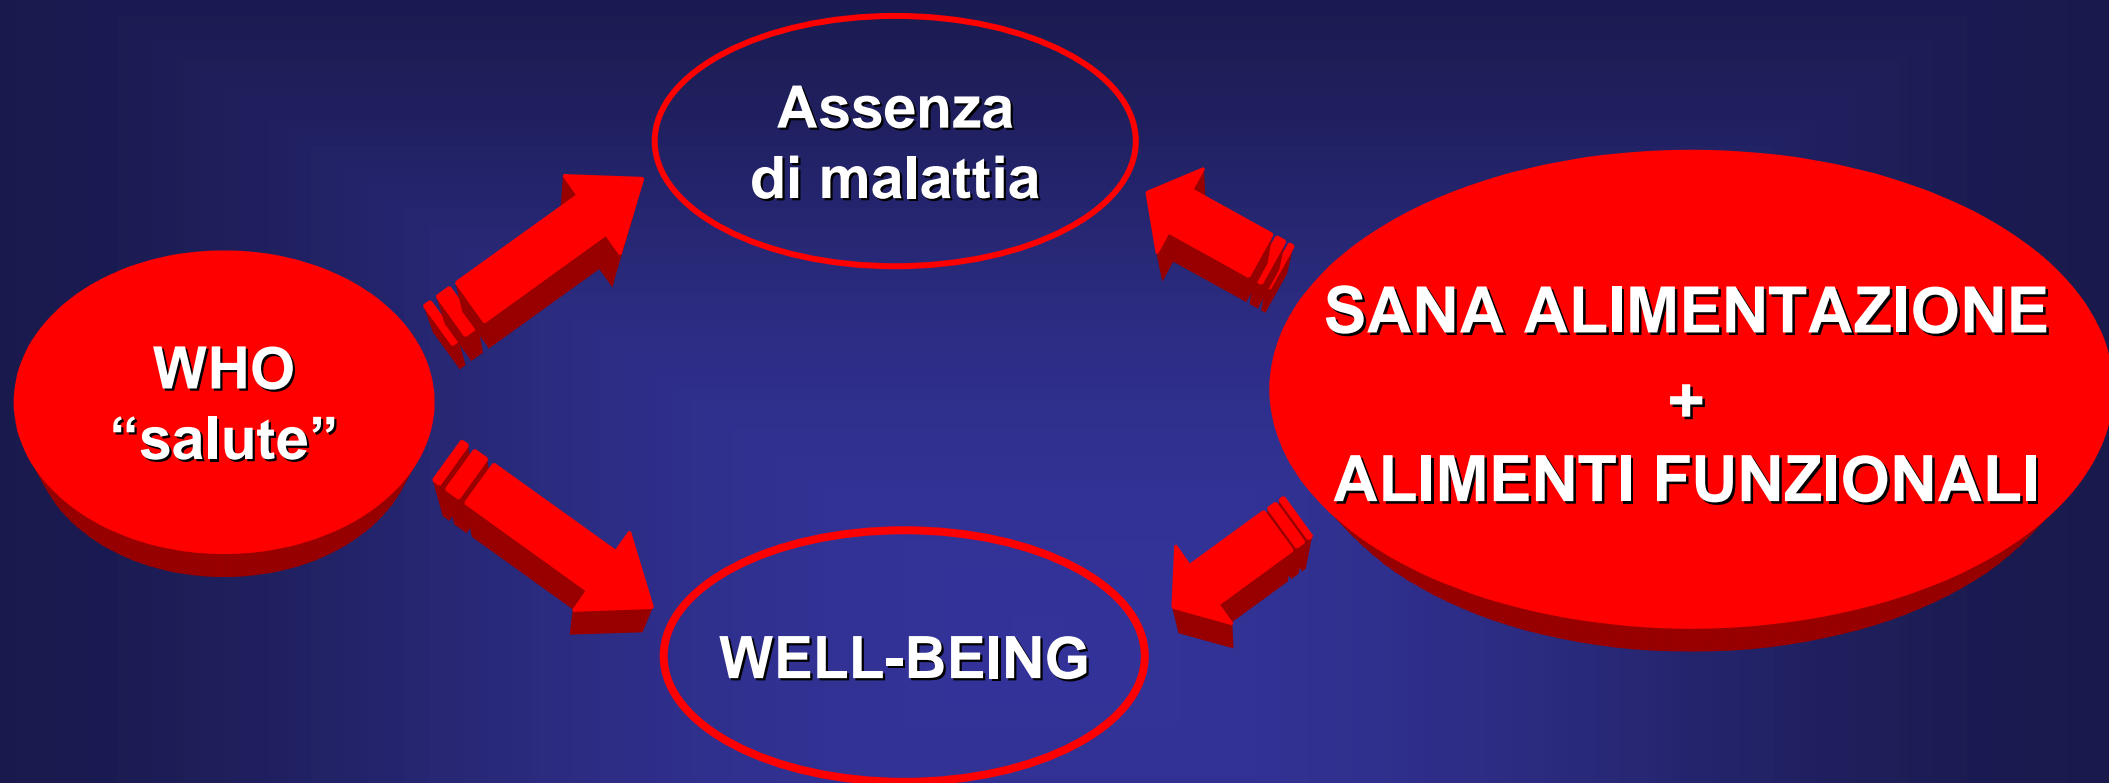 Assenza
di malattia
WHO
“salute”
SANA ALIMENTAZIONE
+
ALIMENTI FUNZIONALI
WELL-BEING